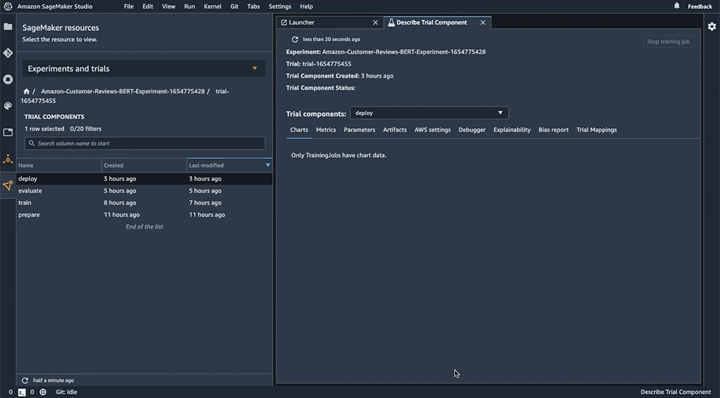 Amazon SageMaker Studio File Edit View Run Kernel Git Tabs Settings Help Feedback
SageMaker resources
Select the resource to view.
Experiments and trials
/ Amazon-Customer-Reviews-BERT-Experiment-1654775428 / trial-
1654775455
TRIAL COMPONENTS
1 row selected 0/20 filters
Search column name to start
Name Created Last modified
deploy 3 hours ago 3 hours ago
evaluate 5 hours ago 5 hours ago
train 8 hours ago 7 hours ago
prepare 11 hours ago 11 hours ago
End of the list
half a minute ago
Launcher Describe Trial Component
less than 20 seconds ago Stop training job
Experiment: Amazon-Customer-Reviews-BERT-Experiment-1654775428
Trial: trial-1654775455
Trial Component Created: 3 hours ago
Trial Component Status:
Trial components: deploy
Charts Metrics Parameters Artifacts AWS settings Debugger Explainability Bias report Trial Mappings
Only TrainingJobs have chart data.
0 0 Git: idle Describe Trial Component